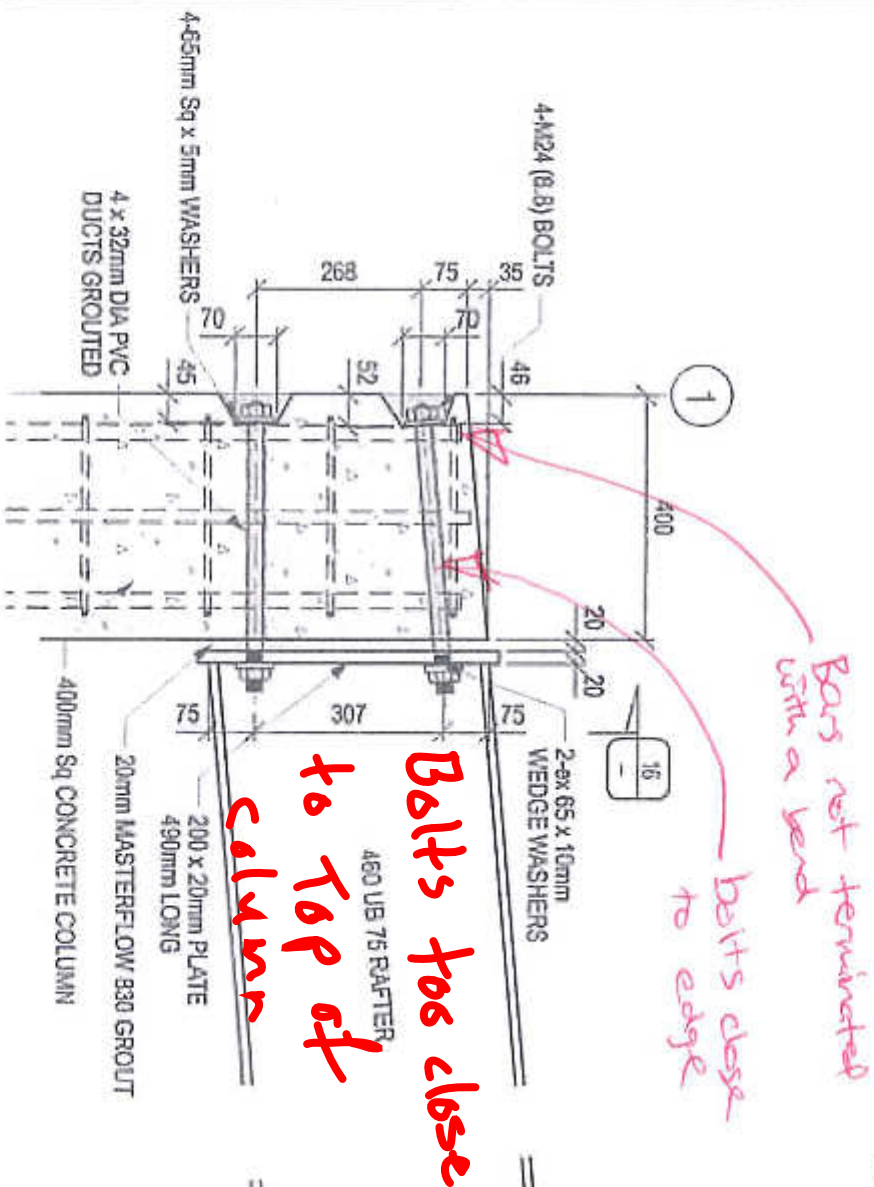 Bars not terminated
with a bend
bolts close
to edge
1
400
20
20
16
-
4-M24 (8.8) BOLTS
46
35
75
268
70
70
52
45
4-65mm Sq x 5mm WASHERS
4 x 32mm DIA PVC
DUCTS GROUTED
2-ex 65 x 10mm
WEDGE WASHERS
75
307
75
460 UB 75 RAFTER
200 x 20mm PLATE
490mm LONG
20mm MASTERFLOW 830 GROUT
400mm Sq CONCRETE COLUMN
Bolts too close
to Top of
column